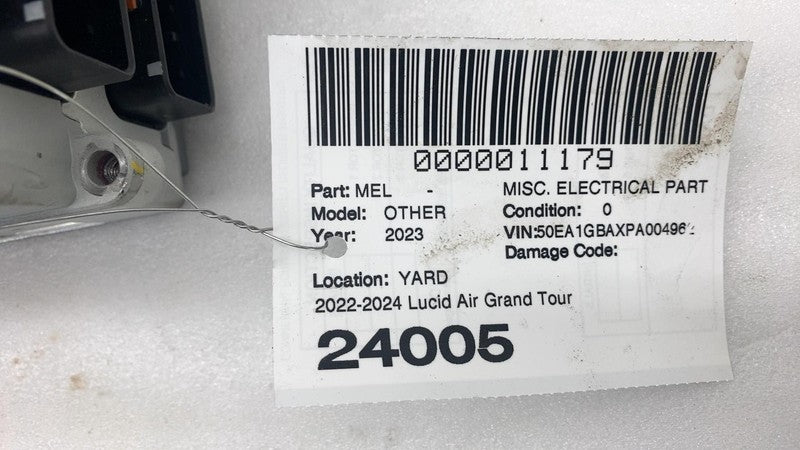 0000011179
Part: MEL - MISC. ELECTRICAL PART
Model: OTHER Condition: 0
Year: 2023 VIN:
Damage Code:
Location: YARD
2022-2024 Lucid Air Grand Tour
24005